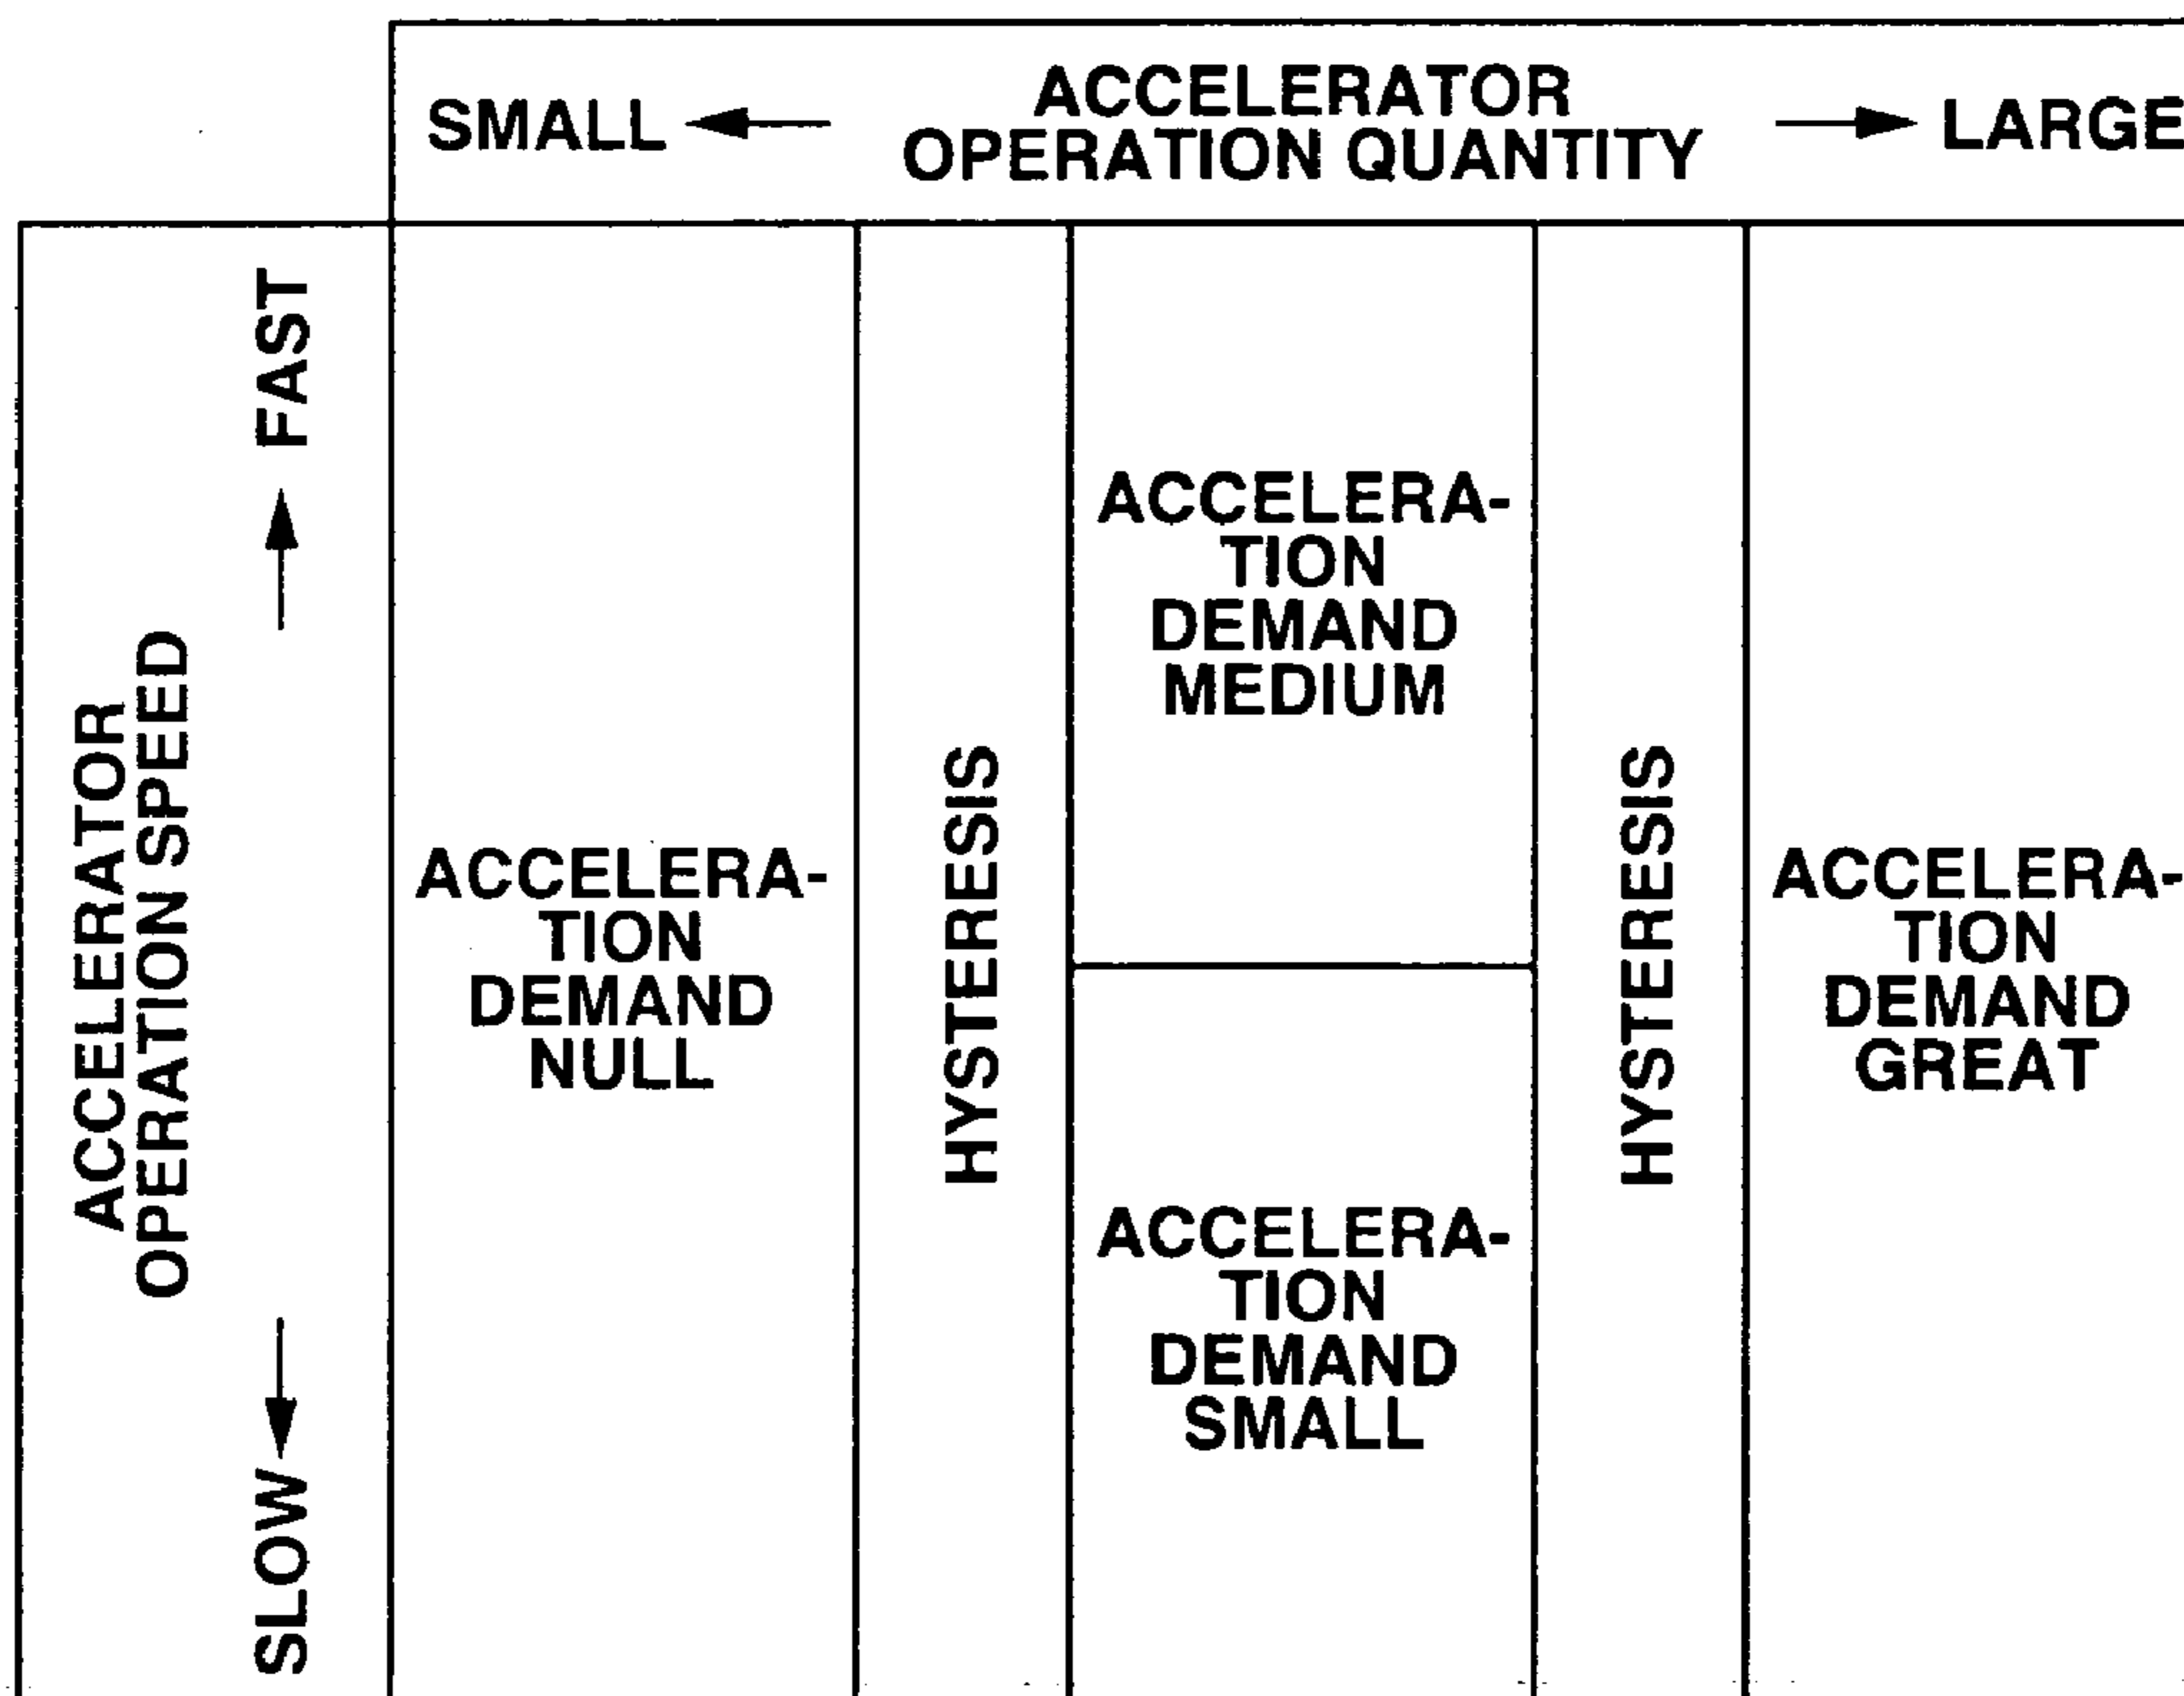 SMALL
ACCELERATOR
OPERATION QUANTITY
LARGE
ACCELERATOR
OPERATION SPEED
FAST
SLOW
ACCELERA-
TION
DEMAND
NULL
HYSTERESIS
ACCELERA-
TION
DEMAND
MEDIUM
ACCELERA-
TION
DEMAND
SMALL
HYSTERESIS
ACCELERA-
TION
DEMAND
GREAT